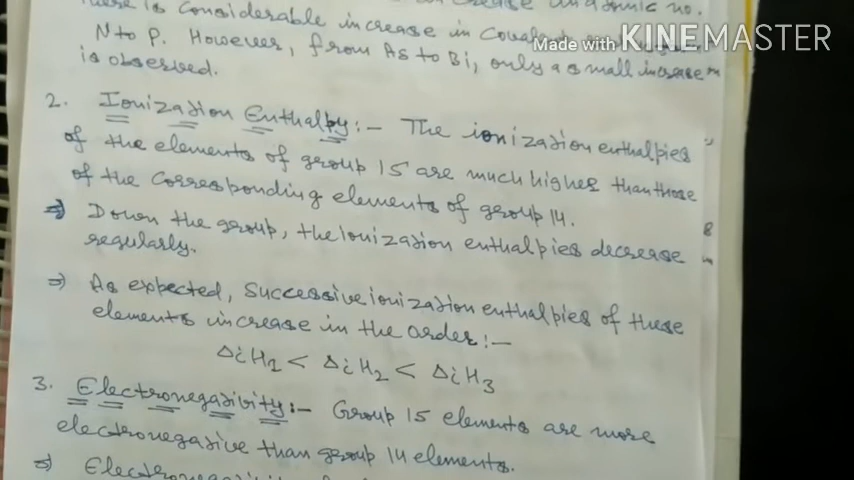 There is considerable increase in Covalent
Made with KINEMASTER
N to P. However, from As to Bi, only a small increase
is observed.
2. Ionization Enthalpy:- The ionization enthalpies
of the elements of group 15 are much higher than those
of the corresponding elements of group 14.
⇒ Down the group, the Ionization enthalpies decrease
regularly.
⇒ As expected, Successive ionization enthalpies of these
elements increase in the order:-
ΔiH1 < ΔiH2 < ΔiH3
3. Electronegativity:- Group 15 elements are more
electronegative than group 14 elements.